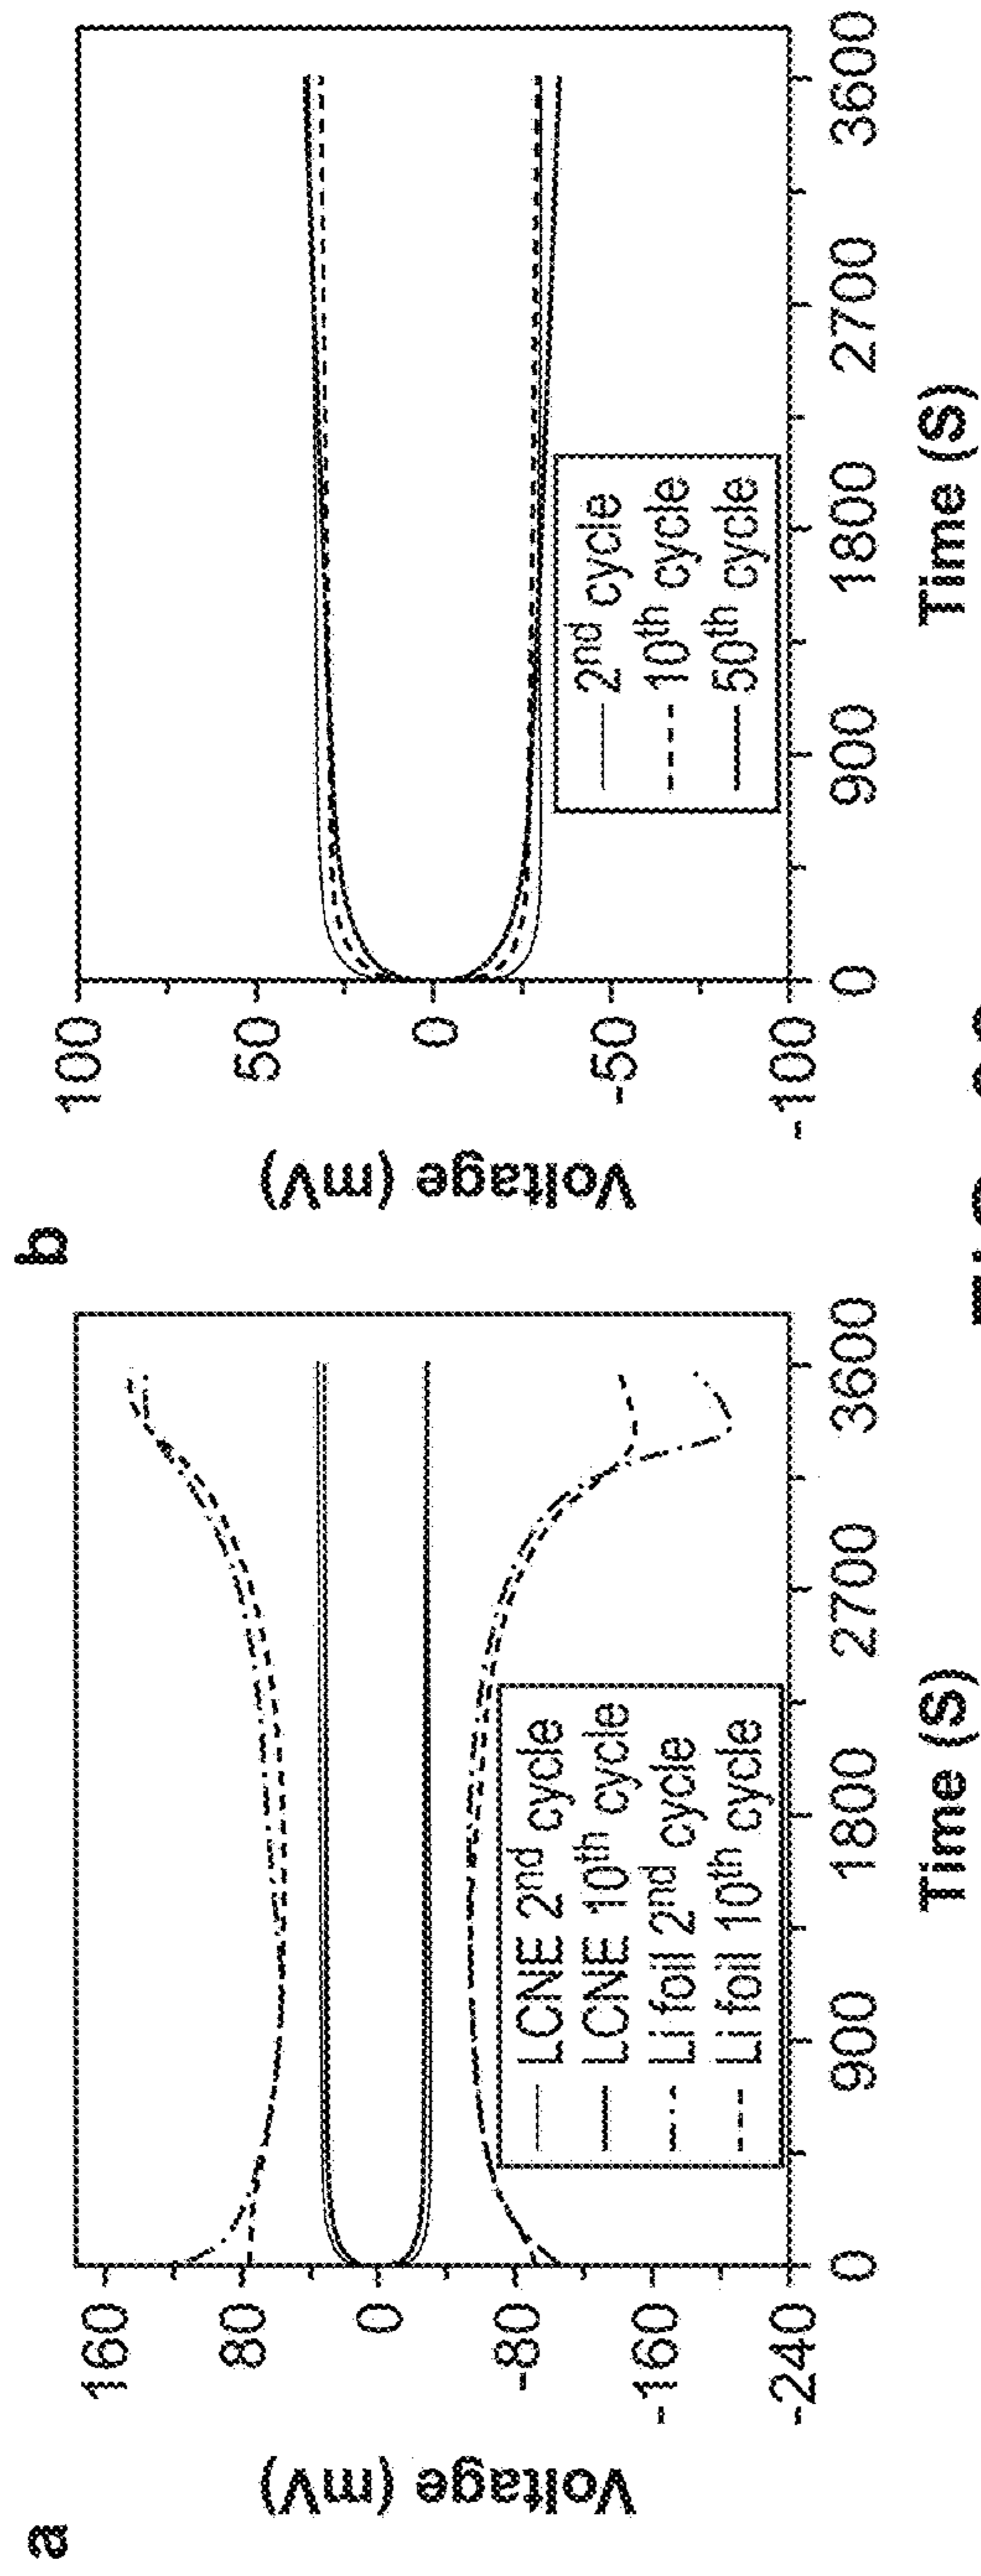 a
Voltage (mV)
160
80
0
-80
-160
-240
LCNE 2nd cycle
LCNE 10th cycle
Li foil 2nd cycle
Li foil 10th cycle
0
900
1800
2700
3600
Time (S)
b
Voltage (mV)
100
50
0
-50
-100
2nd cycle
10th cycle
50th cycle
0
900
1800
2700
3600
Time (S)